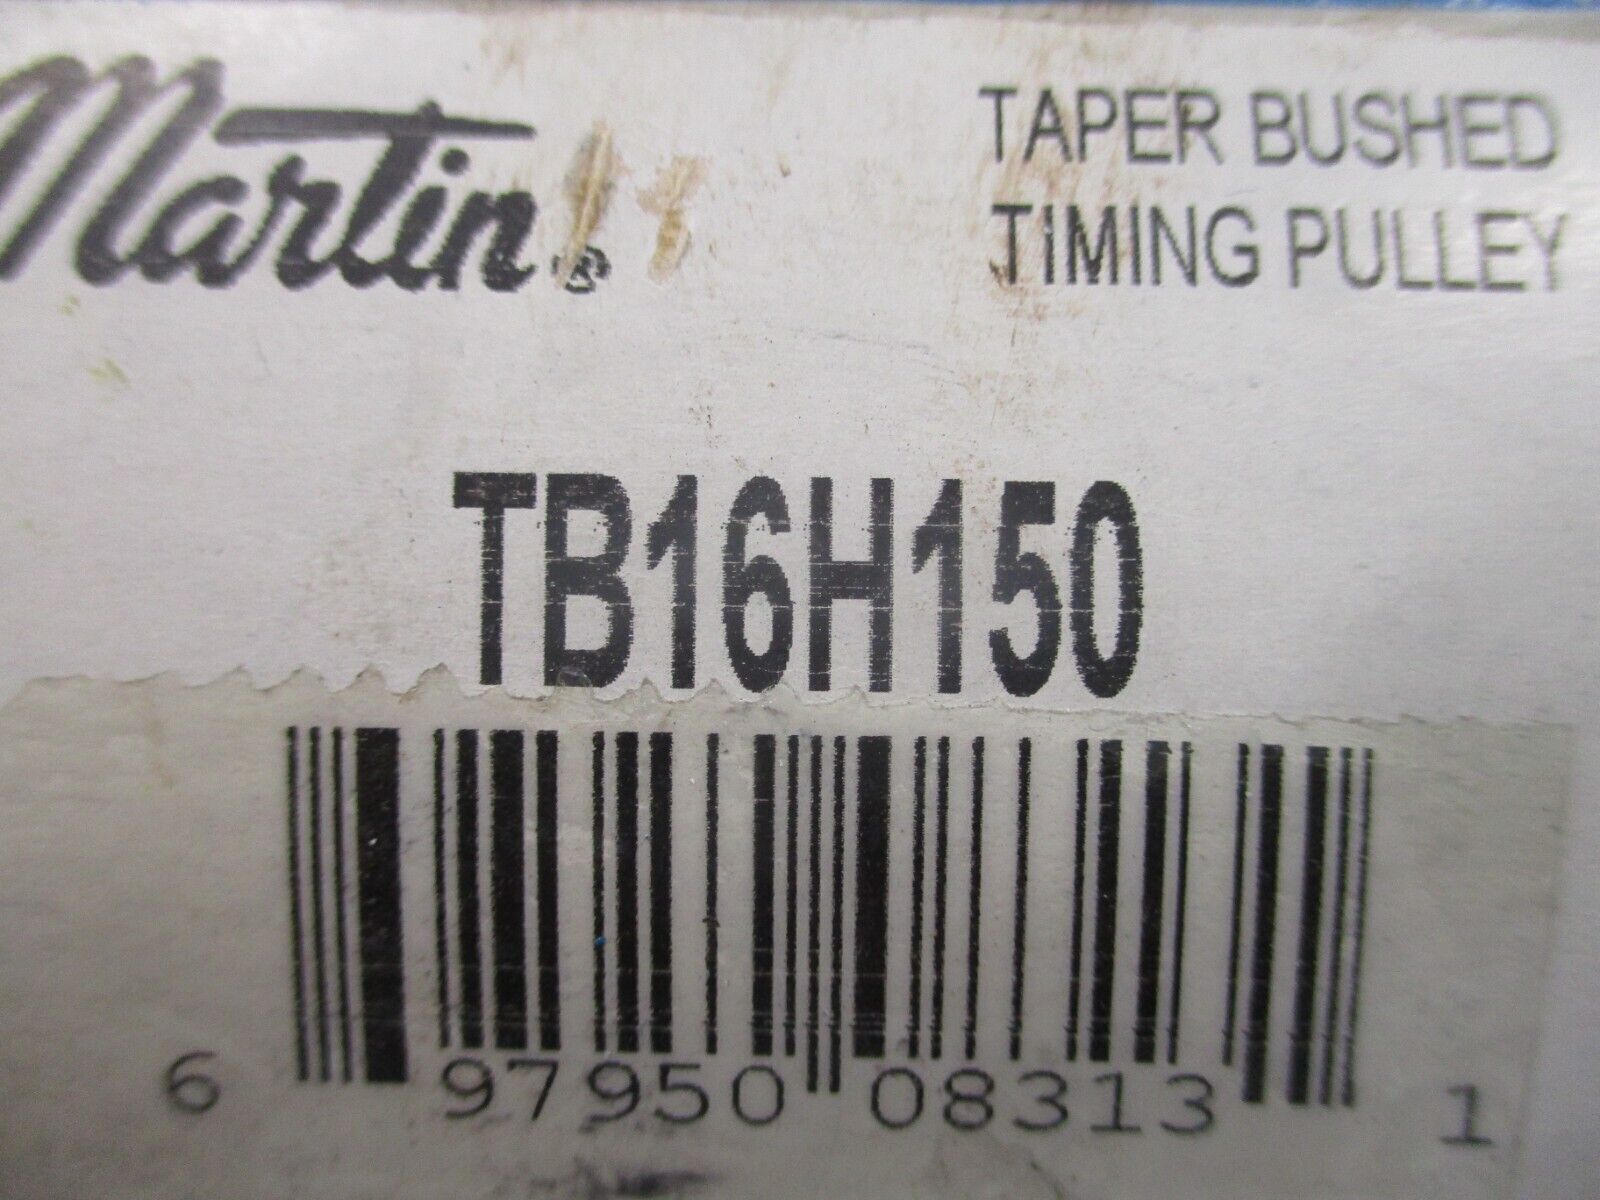 Martin®
TAPER BUSHED
TIMING PULLEY
TB16H150
6 97950 08313 1